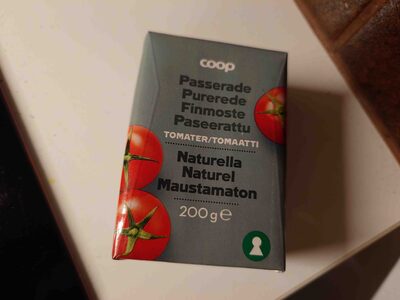 coop
Passerade
Purerede
Finmoste
Paseerattu
TOMATER/TOMAATTI
Naturella
Naturel
Maustamaton
200g℮